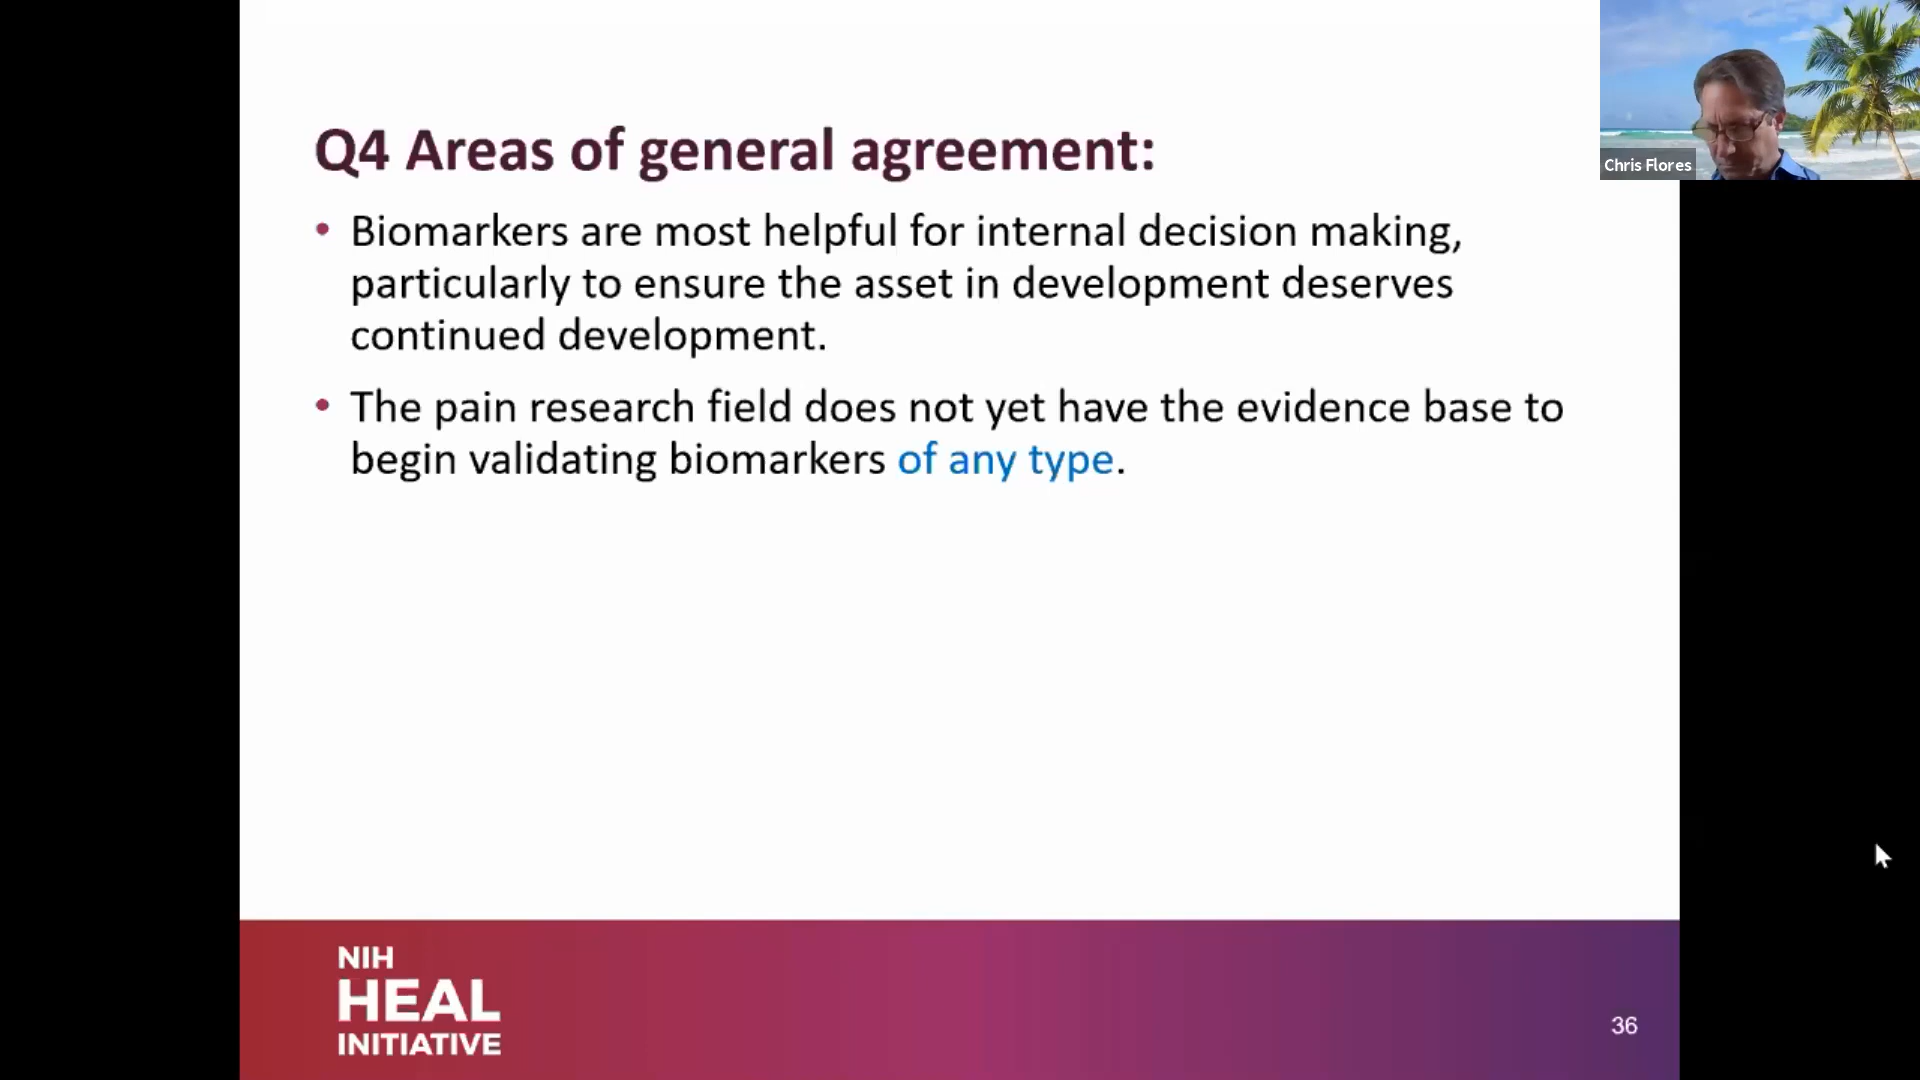 Q4 Areas of general agreement:
• Biomarkers are most helpful for internal decision making,
particularly to ensure the asset in development deserves
continued development.
• The pain research field does not yet have the evidence base to
begin validating biomarkers of any type.
Chris Flores
NIH
HEAL
INITIATIVE
36